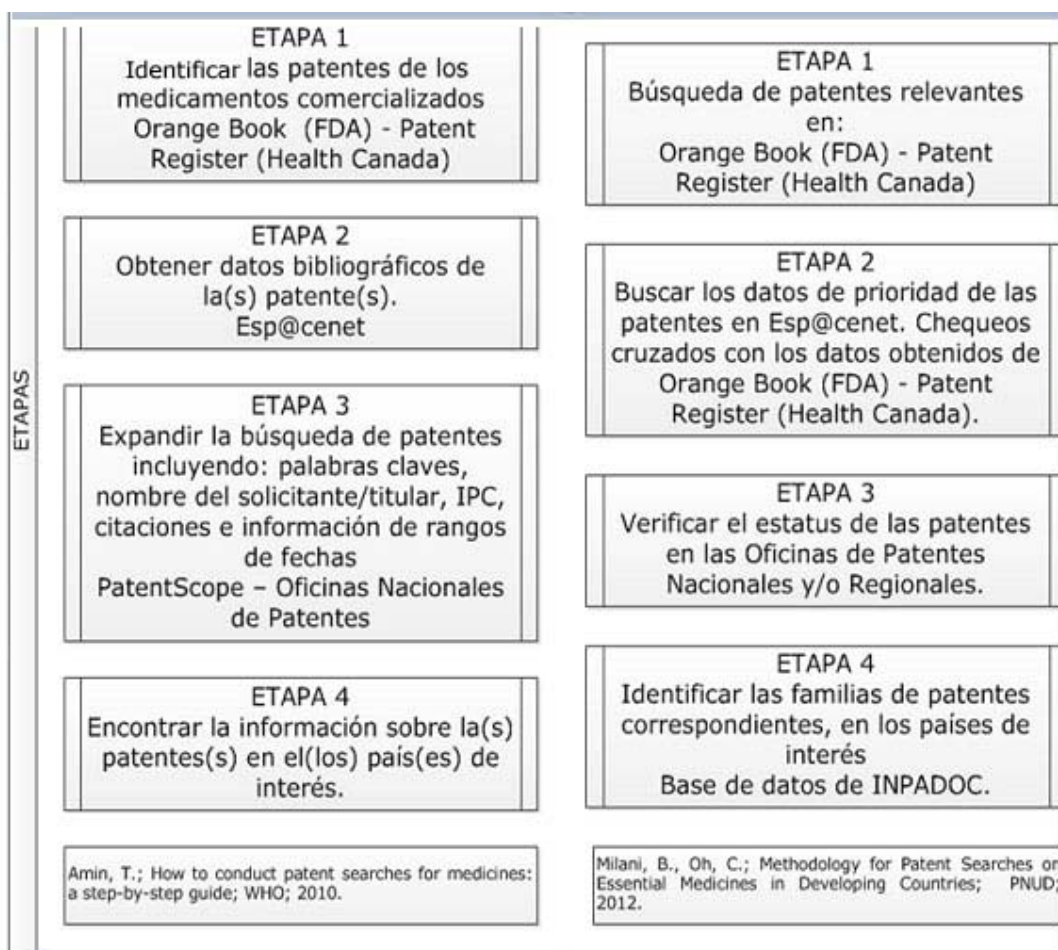 ETAPAS
ETAPA 1
Identificar las patentes de los
medicamentos comercializados
Orange Book (FDA) - Patent
Register (Health Canada)
ETAPA 2
Obtener datos bibliográficos de
la(s) patente(s).
Esp@cenet
ETAPA 3
Expandir la búsqueda de patentes
incluyendo: palabras claves,
nombre del solicitante/titular, IPC,
citaciones e información de rangos
de fechas
PatentScope – Oficinas Nacionales
de Patentes
ETAPA 4
Encontrar la información sobre la(s)
patentes(s) en el(los) país(es) de
interés.
Amin, T.; How to conduct patent searches for medicines:
a step-by-step guide; WHO; 2010.
ETAPA 1
Búsqueda de patentes relevantes
en:
Orange Book (FDA) - Patent
Register (Health Canada)
ETAPA 2
Buscar los datos de prioridad de las
patentes en Esp@cenet. Chequeos
cruzados con los datos obtenidos de
Orange Book (FDA) - Patent
Register (Health Canada).
ETAPA 3
Verificar el estatus de las patentes
en las Oficinas de Patentes
Nacionales y/o Regionales.
ETAPA 4
Identificar las familias de patentes
correspondientes, en los países de
interés
Base de datos de INPADOC.
Milani, B., Oh, C.; Methodology for Patent Searches on
Essential Medicines in Developing Countries; PNUD;
2012.